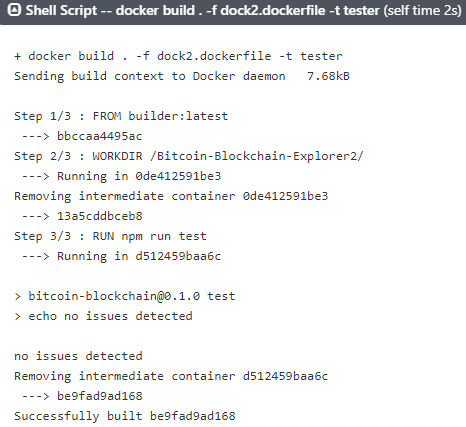 Shell Script -- docker build . -f dock2.dockerfile -t tester (self time 2s)
+ docker build . -f dock2.dockerfile -t tester
Sending build context to Docker daemon   7.68kB
Step 1/3 : FROM builder:latest
---> bbccaa4495ac
Step 2/3 : WORKDIR /Bitcoin-Blockchain-Explorer2/
---> Running in 0de412591be3
Removing intermediate container 0de412591be3
---> 13a5cddbceb8
Step 3/3 : RUN npm run test
---> Running in d512459baa6c
> bitcoin-blockchain@0.1.0 test
> echo no issues detected
no issues detected
Removing intermediate container d512459baa6c
---> be9fad9ad168
Successfully built be9fad9ad168